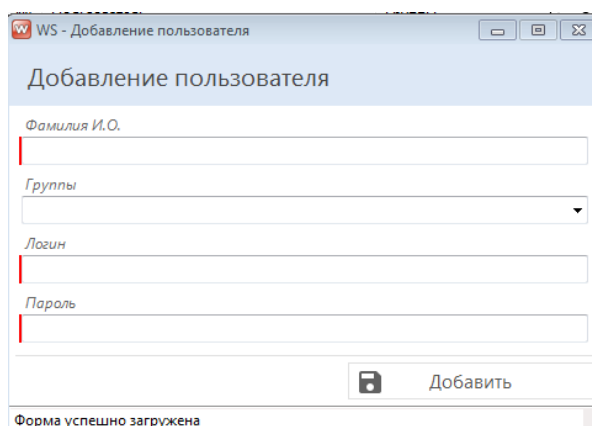 WS - Добавление пользователя
Добавление пользователя
Фамилия И.О.
Группы
Логин
Пароль
Добавить
Форма успешно загружена